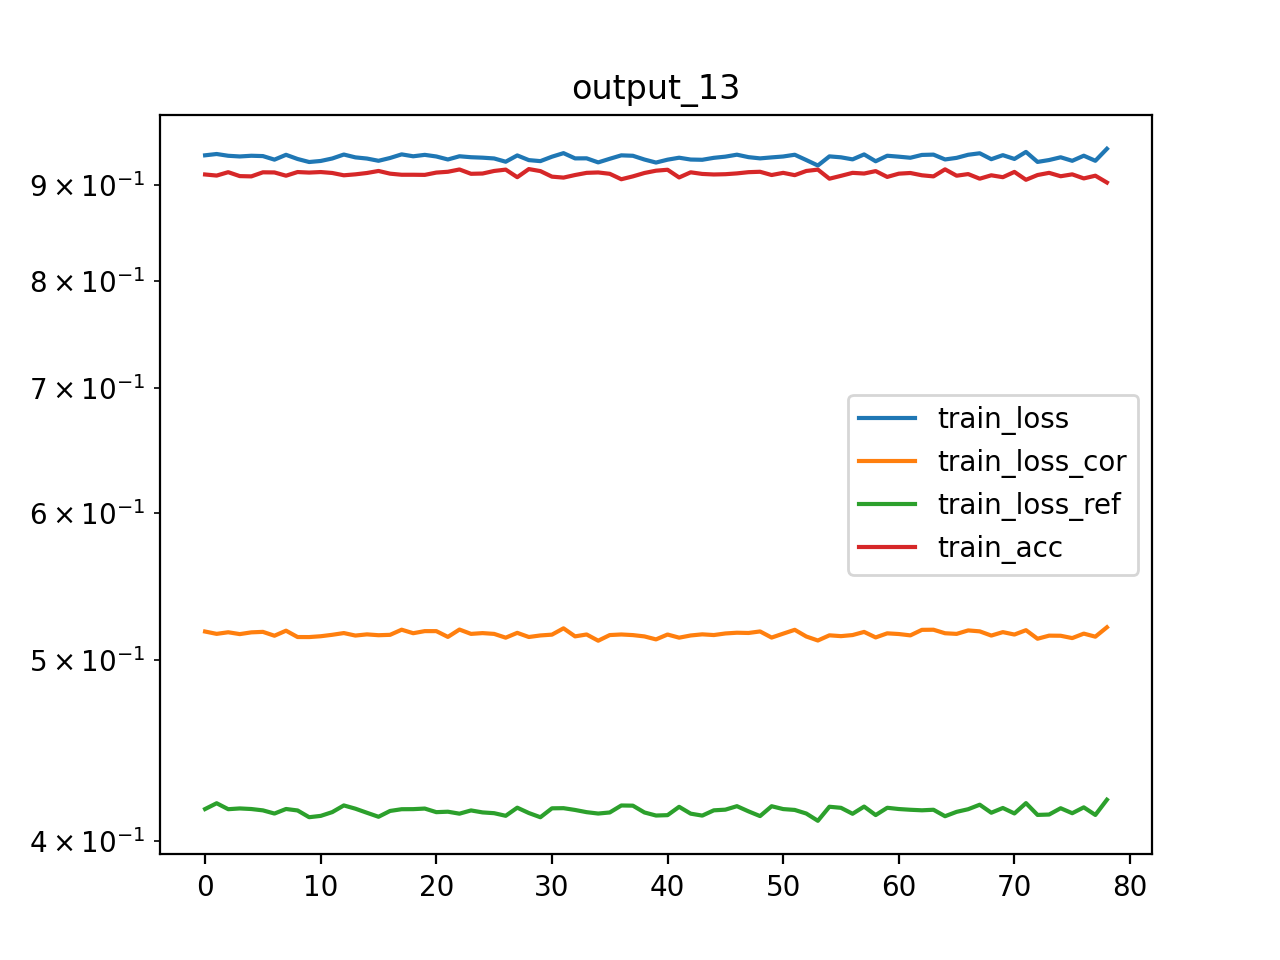 output_13
9 × 10⁻¹
8 × 10⁻¹
7 × 10⁻¹
6 × 10⁻¹
5 × 10⁻¹
4 × 10⁻¹
train_loss
train_loss_cor
train_loss_ref
train_acc
0 10 20 30 40 50 60 70 80